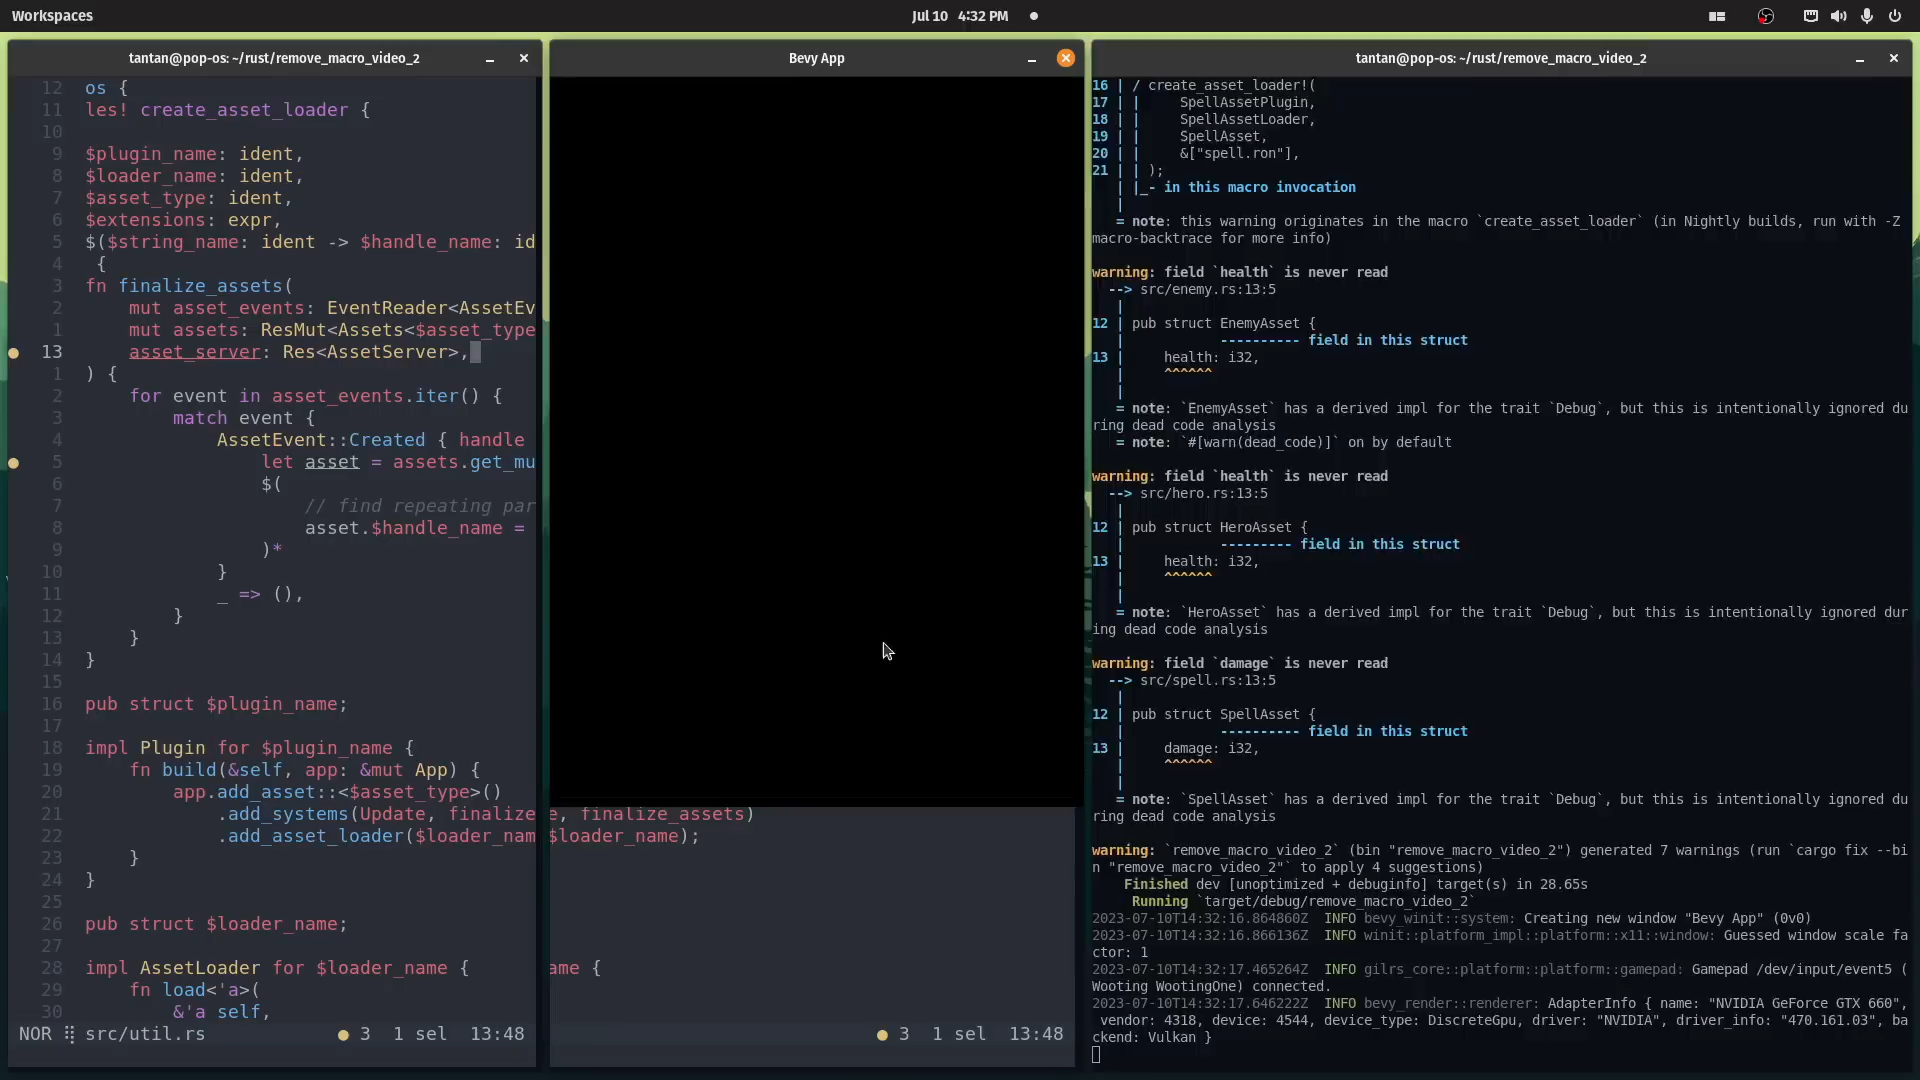 Workspaces
Jul 10 4:32 PM
tantan@pop-os: ~/rust/remove_macro_video_2
12 os {
11 les! create_asset_loader {
10
9 $plugin_name: ident,
8 $loader_name: ident,
7 $asset_type: ident,
6 $extensions: expr,
5 $($string_name: ident -> $handle_name: id
4 {
3 fn finalize_assets(
2 mut asset_events: EventReader<AssetEv
1 mut assets: ResMut<Assets<$asset_type
13 asset_server: Res<AssetServer>,
1 ) {
2 for event in asset_events.iter() {
3 match event {
4 AssetEvent::Created { handle
5 let asset = assets.get_mu
6 $(
7 // find repeating par
8 asset.$handle_name =
9 )*
10 }
11 _ => (),
12 }
13 }
14 }
15
16 pub struct $plugin_name;
17
18 impl Plugin for $plugin_name {
19 fn build(&self, app: &mut App) {
20 app.add_asset::<$asset_type>()
21 .add_systems(Update, finalize
22 .add_asset_loader($loader_nam
23 }
24 }
25
26 pub struct $loader_name;
27
28 impl AssetLoader for $loader_name {
29 fn load<'a>(
30 &'a self,
NOR src/util.rs 3 1 sel 13:48
Bevy App
e, finalize_assets)
$loader_name);
ame {
3 1 sel 13:48
tantan@pop-os: ~/rust/remove_macro_video_2
16 | / create_asset_loader!(
17 | | SpellAssetPlugin,
18 | | SpellAssetLoader,
19 | | SpellAsset,
20 | | &["spell.ron"],
21 | | );
| |_- in this macro invocation
|
= note: this warning originates in the macro `create_asset_loader` (in Nightly builds, run with -Z
macro-backtrace for more info)
warning: field `health` is never read
--> src/enemy.rs:13:5
|
12 | pub struct EnemyAsset {
| ---------- field in this struct
13 | health: i32,
| ^^^^^^
|
= note: `EnemyAsset` has a derived impl for the trait `Debug`, but this is intentionally ignored du
ring dead code analysis
= note: `#[warn(dead_code)]` on by default
warning: field `health` is never read
--> src/hero.rs:13:5
|
12 | pub struct HeroAsset {
| --------- field in this struct
13 | health: i32,
| ^^^^^^
|
= note: `HeroAsset` has a derived impl for the trait `Debug`, but this is intentionally ignored dur
ing dead code analysis
warning: field `damage` is never read
--> src/spell.rs:13:5
|
12 | pub struct SpellAsset {
| ---------- field in this struct
13 | damage: i32,
| ^^^^^^
|
= note: `SpellAsset` has a derived impl for the trait `Debug`, but this is intentionally ignored du
ring dead code analysis
warning: `remove_macro_video_2` (bin "remove_macro_video_2") generated 7 warnings (run `cargo fix --bi
n "remove_macro_video_2"` to apply 4 suggestions)
Finished dev [unoptimized + debuginfo] target(s) in 28.65s
Running `target/debug/remove_macro_video_2`
2023-07-10T14:32:16.864860Z INFO bevy_winit::system: Creating new window "Bevy App" (0v0)
2023-07-10T14:32:16.866136Z INFO winit::platform_impl::platform::x11::window: Guessed window scale fa
ctor: 1
2023-07-10T14:32:17.465264Z INFO gilrs_core::platform::platform::gamepad: Gamepad /dev/input/event5 (
Wooting WootingOne) connected.
2023-07-10T14:32:17.646222Z INFO bevy_render::renderer: AdapterInfo { name: "NVIDIA GeForce GTX 660",
vendor: 4318, device: 4544, device_type: DiscreteGpu, driver: "NVIDIA", driver_info: "470.161.03", ba
ckend: Vulkan }